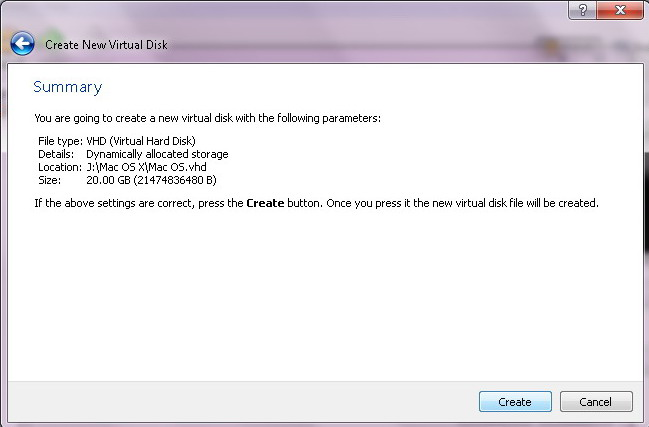 ?
Create New Virtual Disk
Summary
You are going to create a new virtual disk with the following parameters:
File type: VHD (Virtual Hard Disk)
Details: Dynamically allocated storage
Location: J:\Mac OS X\Mac OS.vhd
Size: 20.00 GB (21474836480 B)
If the above settings are correct, press the Create button. Once you press it the new virtual disk file will be created.
Create Cancel